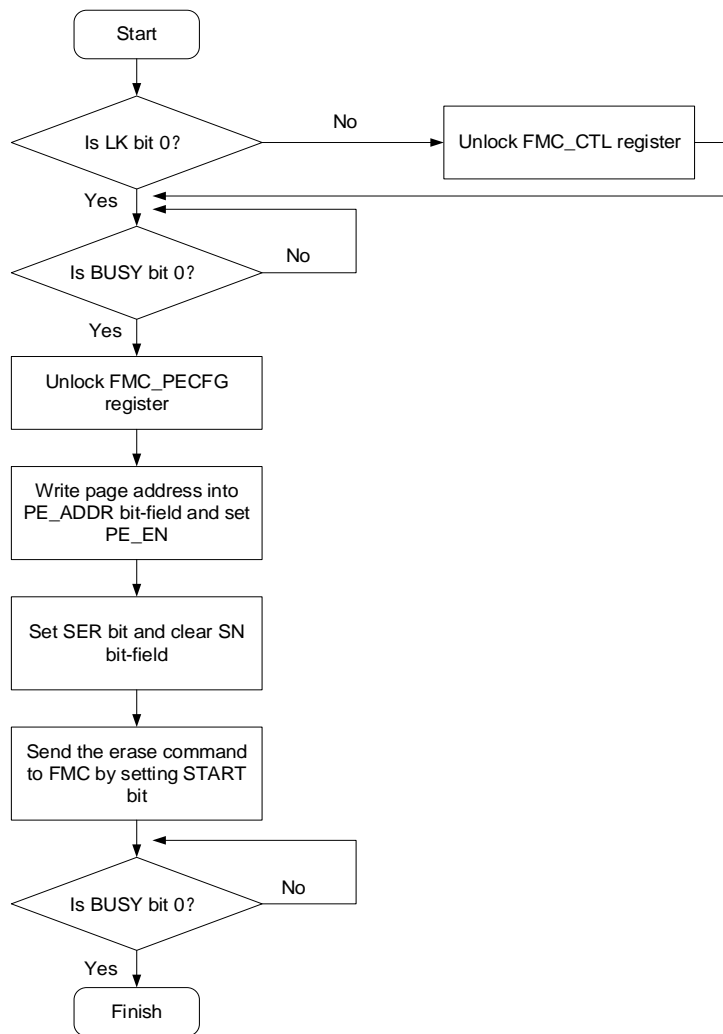 Start
Is LK bit 0?
No
Unlock FMC_CTL register
Yes
Is BUSY bit 0?
No
Yes
Unlock FMC_PECFG
register
Write page address into
PE_ADDR bit-field and set
PE_EN
Set SER bit and clear SN
bit-field
Send the erase command
to FMC by setting START
bit
Is BUSY bit 0?
No
Yes
Finish